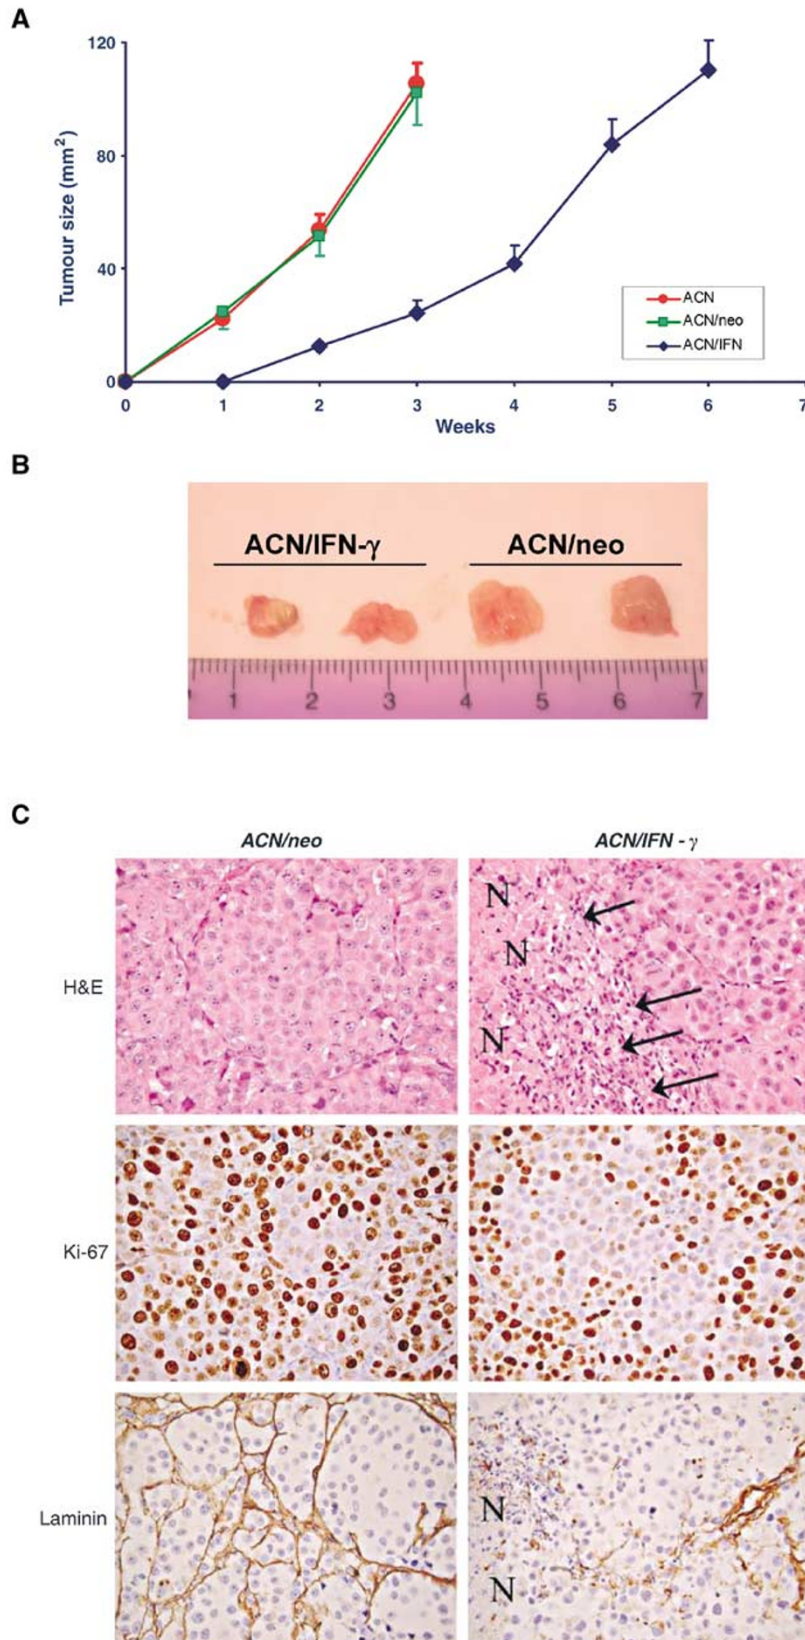 A
120
80
40
0
Tumour size (mm²)
0 1 2 3 4 5 6 7
Weeks
ACN
ACN/neo
ACN/IFN
B
ACN/IFN-γ ACN/neo
1 2 3 4 5 6 7
C
ACN/neo ACN/IFN - γ
H&E
N
N
N
Ki-67
Laminin
N
N